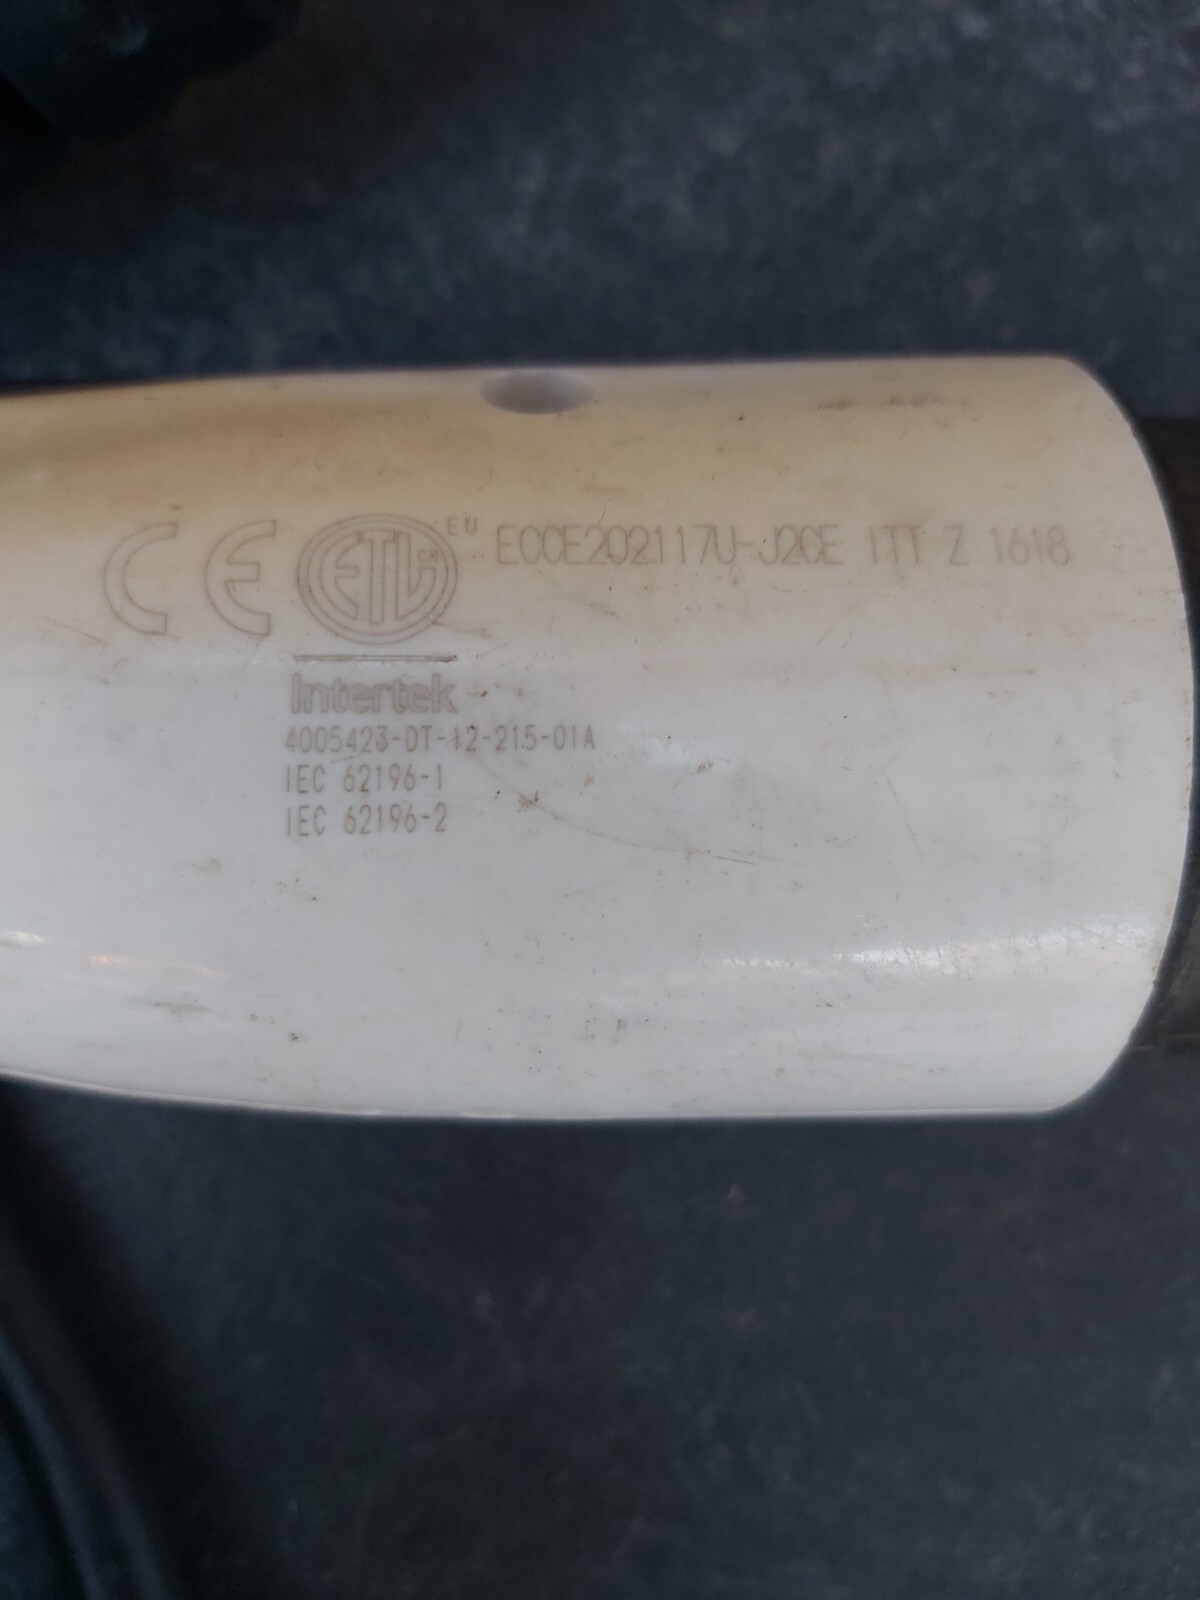 CE ETL CM EU ECCE202117U-J2CE ITT Z 1618
Intertek
4005423-DT-12-215-01A
IEC 62196-1
IEC 62196-2